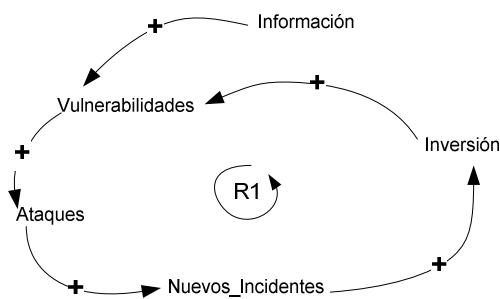 Información
+
+
Vulnerabilidades
Inversión
+
R1
Ataques
Nuevos_Incidentes
+
+